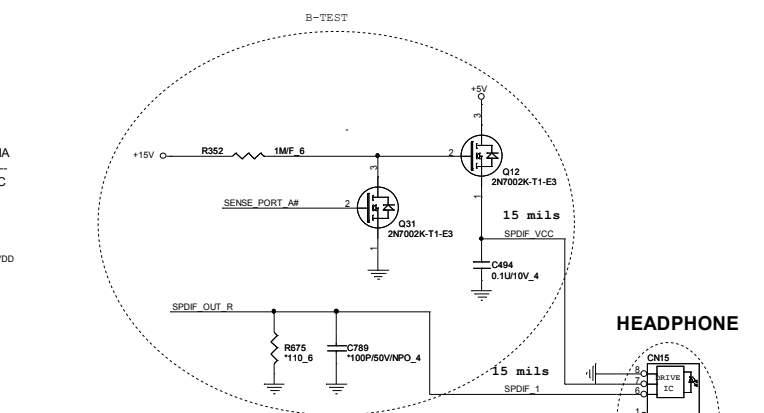 B-TEST
+5V
3
+15V
R352
1M/F_6
2
Q12
2N7002K-T1-E3
3
1
SENSE_PORT_A#
2
Q31
2N7002K-T1-E3
1
15 mils
SPDIF_VCC
C494
0.1U/10V_4
SPDIF_OUT_R
HEADPHONE
R675
*110_6
C789
*100P/50V/NPO_4
CN15
15 mils
SPDIF_1
8
7
6
DRIVE
IC
1